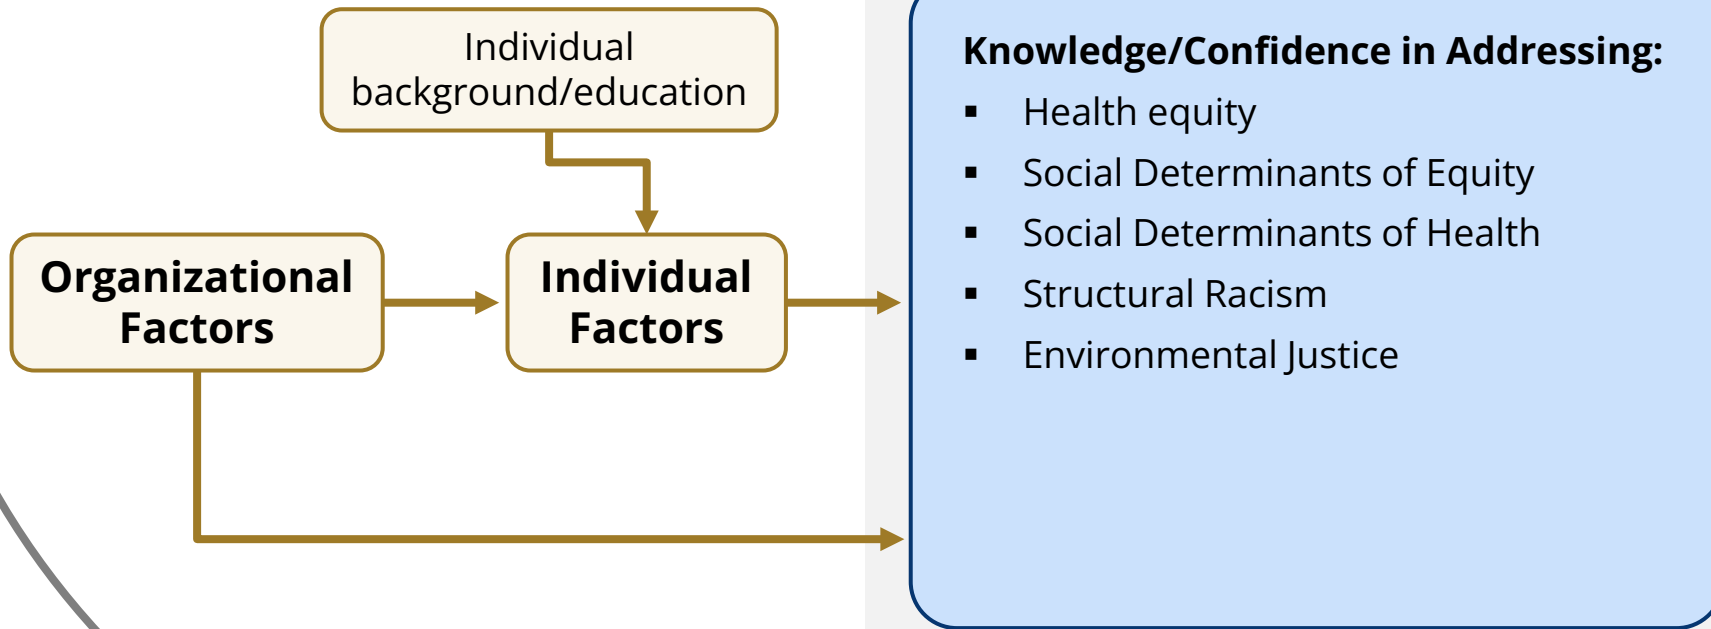 Individual
background/education
Organizational
Factors
Individual
Factors
Knowledge/Confidence in Addressing:
▪ Health equity
▪ Social Determinants of Equity
▪ Social Determinants of Health
▪ Structural Racism
▪ Environmental Justice